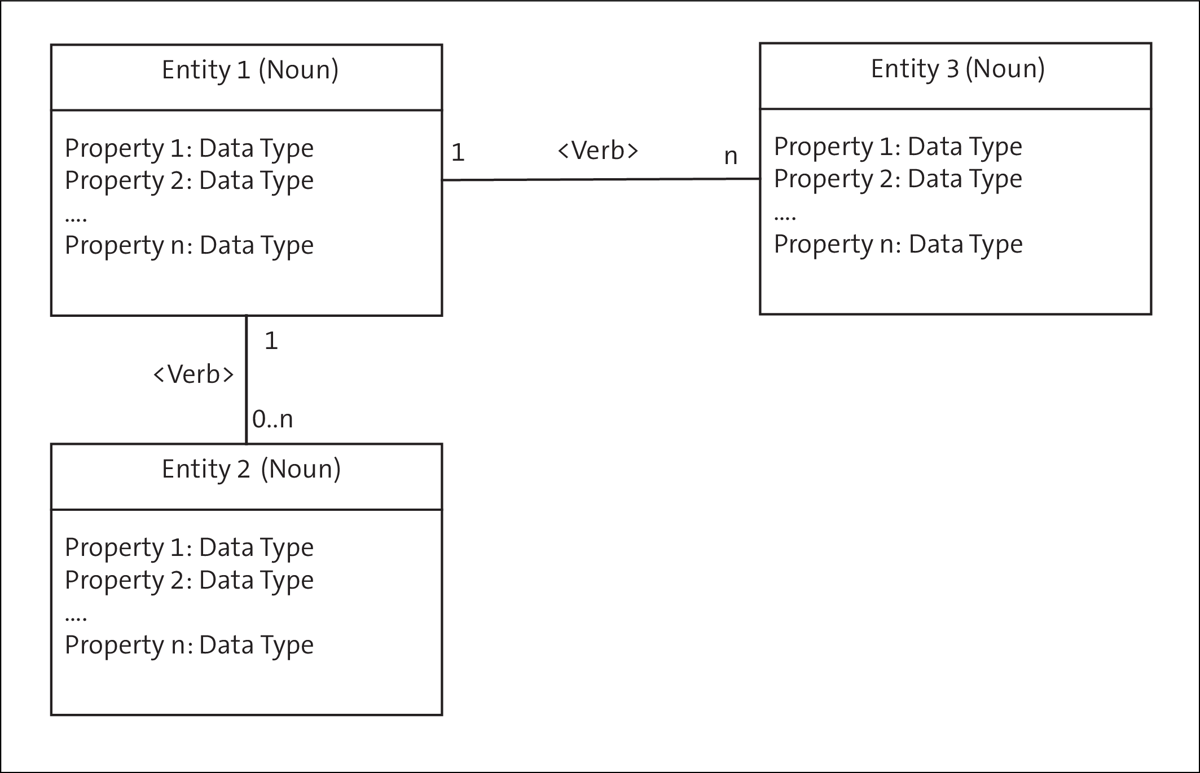 Entity 1 (Noun)
Property 1: Data Type
Property 2: Data Type
....
Property n: Data Type
1
<Verb>
n
Entity 3 (Noun)
Property 1: Data Type
Property 2: Data Type
....
Property n: Data Type
1
<Verb>
0..n
Entity 2 (Noun)
Property 1: Data Type
Property 2: Data Type
....
Property n: Data Type